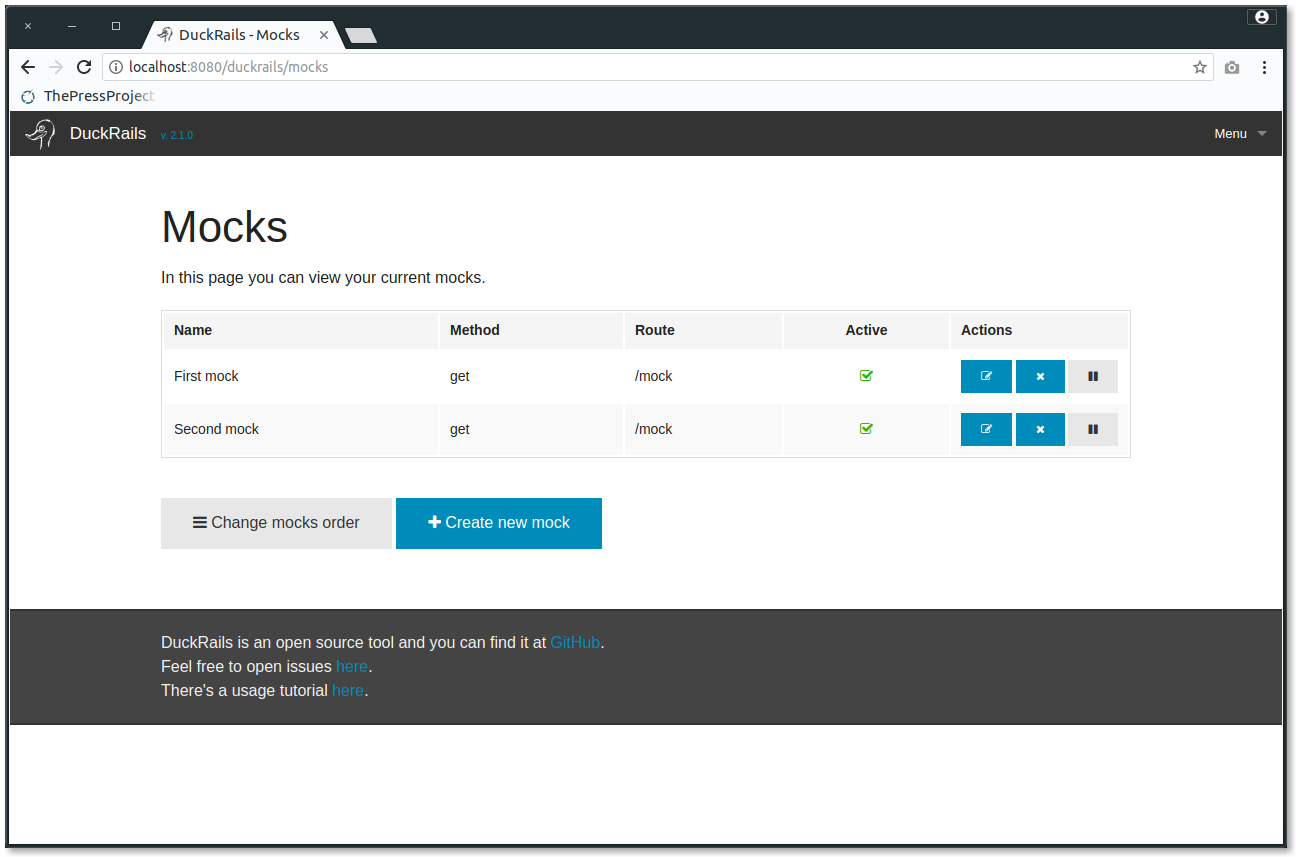 DuckRails - Mocks
localhost:8080/duckrails/mocks
ThePressProject
DuckRails v. 2.1.0 Menu
Mocks
In this page you can view your current mocks.
Name Method Route Active Actions
First mock get /mock
Second mock get /mock
Change mocks order Create new mock
DuckRails is an open source tool and you can find it at GitHub.
Feel free to open issues here.
There's a usage tutorial here.